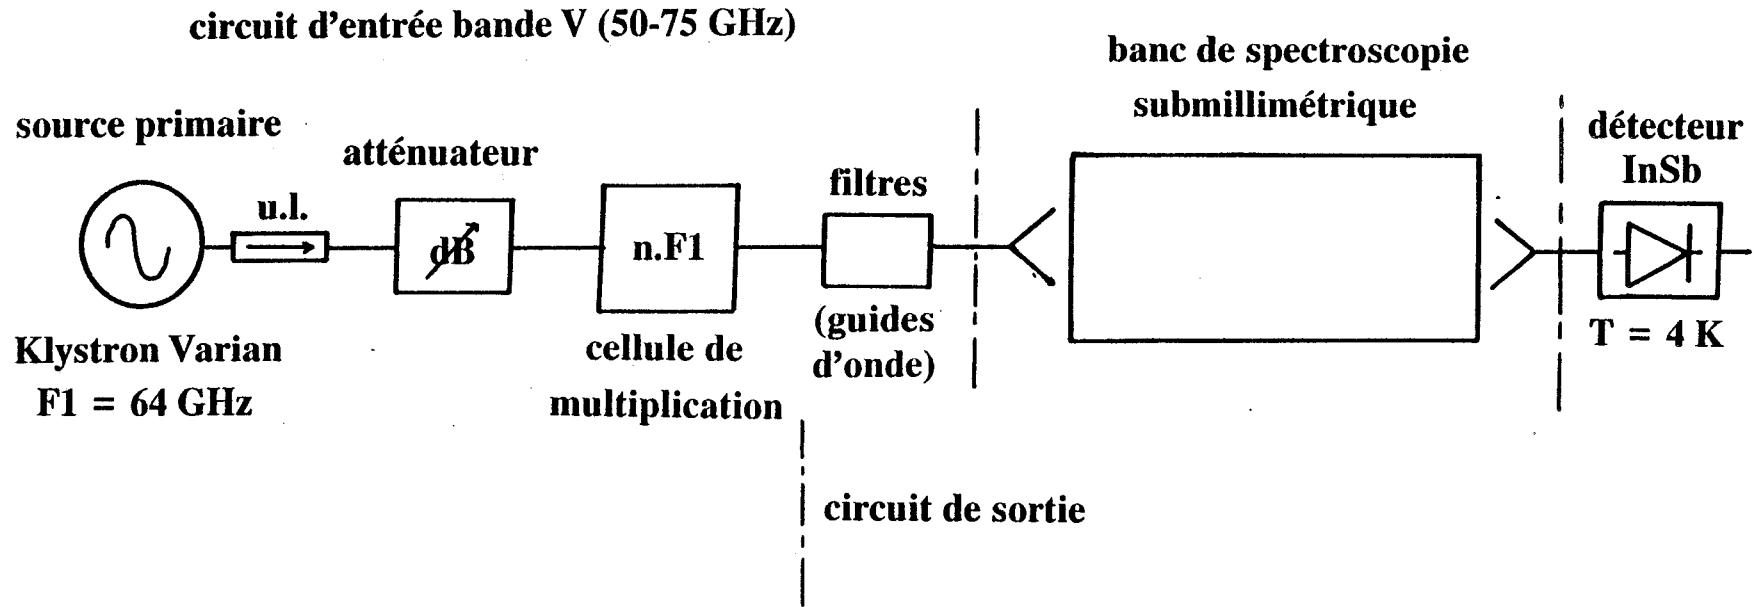 circuit d'entrée bande V (50-75 GHz)
banc de spectroscopie
submillimétrique
source primaire
atténuateur
détecteur
InSb
filtres
u.l.
dB
n.F1
(guides
d'onde)
T = 4 K
Klystron Varian
F1 = 64 GHz
cellule de
multiplication
circuit de sortie